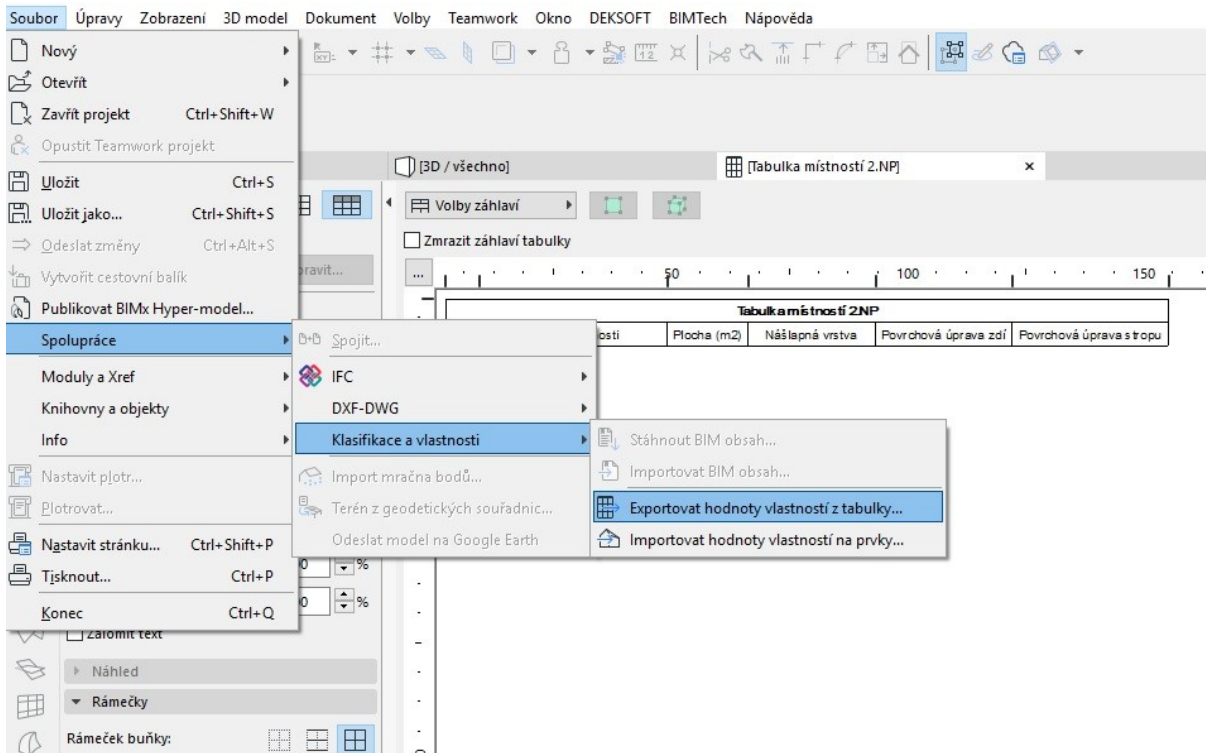 Soubor Úpravy Zobrazení 3D model Dokument Volby Teamwork Okno DEKSOFT BIMTech Nápověda
Nový
Otevřít
Zavřít projekt Ctrl+Shift+W
Opustit Teamwork projekt
[3D / všechno] [Tabulka místností 2.NP]
Uložit Ctrl+S
Uložit jako... Ctrl+Shift+S
Volby záhlaví
Odeslat změny Ctrl+Alt+S
Zmrazit záhlaví tabulky
Vytvořit cestovní balík
... 50 100 150
Publikovat BIMx Hyper-model...
Tabulka místností 2.NP
Plocha (m2) Nášlapná vrstva Povrchová úprava zdí Povrchová úprava stropu
Spolupráce
Spojit...
Moduly a Xref
IFC
Knihovny a objekty
DXF-DWG
Info
Klasifikace a vlastnosti
Stáhnout BIM obsah...
Nastavit plotr...
Import mračna bodů...
Importovat BIM obsah...
Plotrovat...
Terén z geodetických souřadnic...
Exportovat hodnoty vlastností z tabulky...
Nastavit stránku... Ctrl+Shift+P
Odeslat model na Google Earth
Importovat hodnoty vlastností na prvky...
Tisknout... Ctrl+P
%
Konec Ctrl+Q
%
Zalomit text
Náhled
Rámečky
Rámeček buňky: